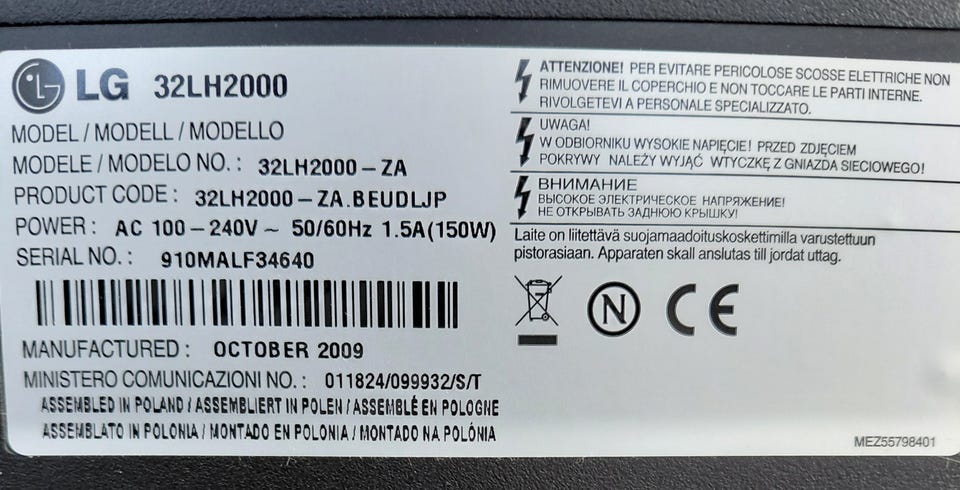 LG 32LH2000
MODEL / MODELL / MODELLO
MODELE / MODELO NO. : 32LH2000-ZA
PRODUCT CODE : 32LH2000-ZA.BEUDLJP
POWER : AC 100-240V ~ 50/60Hz 1.5A(150W)
SERIAL NO. : 910MALF34640
MANUFACTURED : OCTOBER 2009
MINISTERO COMUNICAZIONI NO. : 011824/099932/S/T
ASSEMBLED IN POLAND / ASSEMBLIERT IN POLEN / ASSEMBLÉ EN POLOGNE
ASSEMBLATO IN POLONIA / MONTADO EN POLONIA / MONTADO NA POLÓNIA
ATTENZIONE! PER EVITARE PERICOLOSE SCOSSE ELETTRICHE NON
RIMUOVERE IL COPERCHIO E NON TOCCARE LE PARTI INTERNE.
RIVOLGETEVI A PERSONALE SPECIALIZZATO.
UWAGA!
W ODBIORNIKU WYSOKIE NAPIĘCIE! PRZED ZDJĘCIEM
POKRYWY NALEŻY WYJĄĆ WTYCZKĘ Z GNIAZDA SIECIOWEGO!
ВНИМАНИЕ
ВЫСОКОЕ ЭЛЕКТРИЧЕСКОЕ НАПРЯЖЕНИЕ!
НЕ ОТКРЫВАТЬ ЗАДНЮЮ КРЫШКУ!
Laite on liitettävä suojamaadoituskoskettimilla varustettuun
pistorasiaan. Apparaten skall anslutas till jordat uttag.
N CE
MEZ55798401